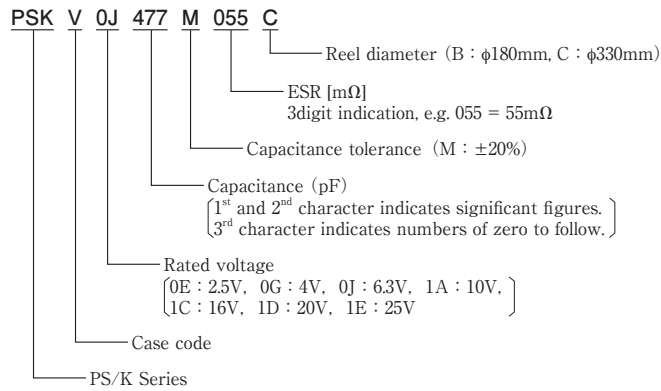 PSK V 0J 477 M 055 C
Reel diameter (B : φ180mm, C : φ330mm)
ESR [mΩ]
3digit indication, e.g. 055 = 55mΩ
Capacitance tolerance (M : ±20%)
Capacitance (pF)
1st and 2nd character indicates significant figures.
3rd character indicates numbers of zero to follow.
Rated voltage
0E : 2.5V, 0G : 4V, 0J : 6.3V, 1A : 10V,
1C : 16V, 1D : 20V, 1E : 25V
Case code
PS/K Series